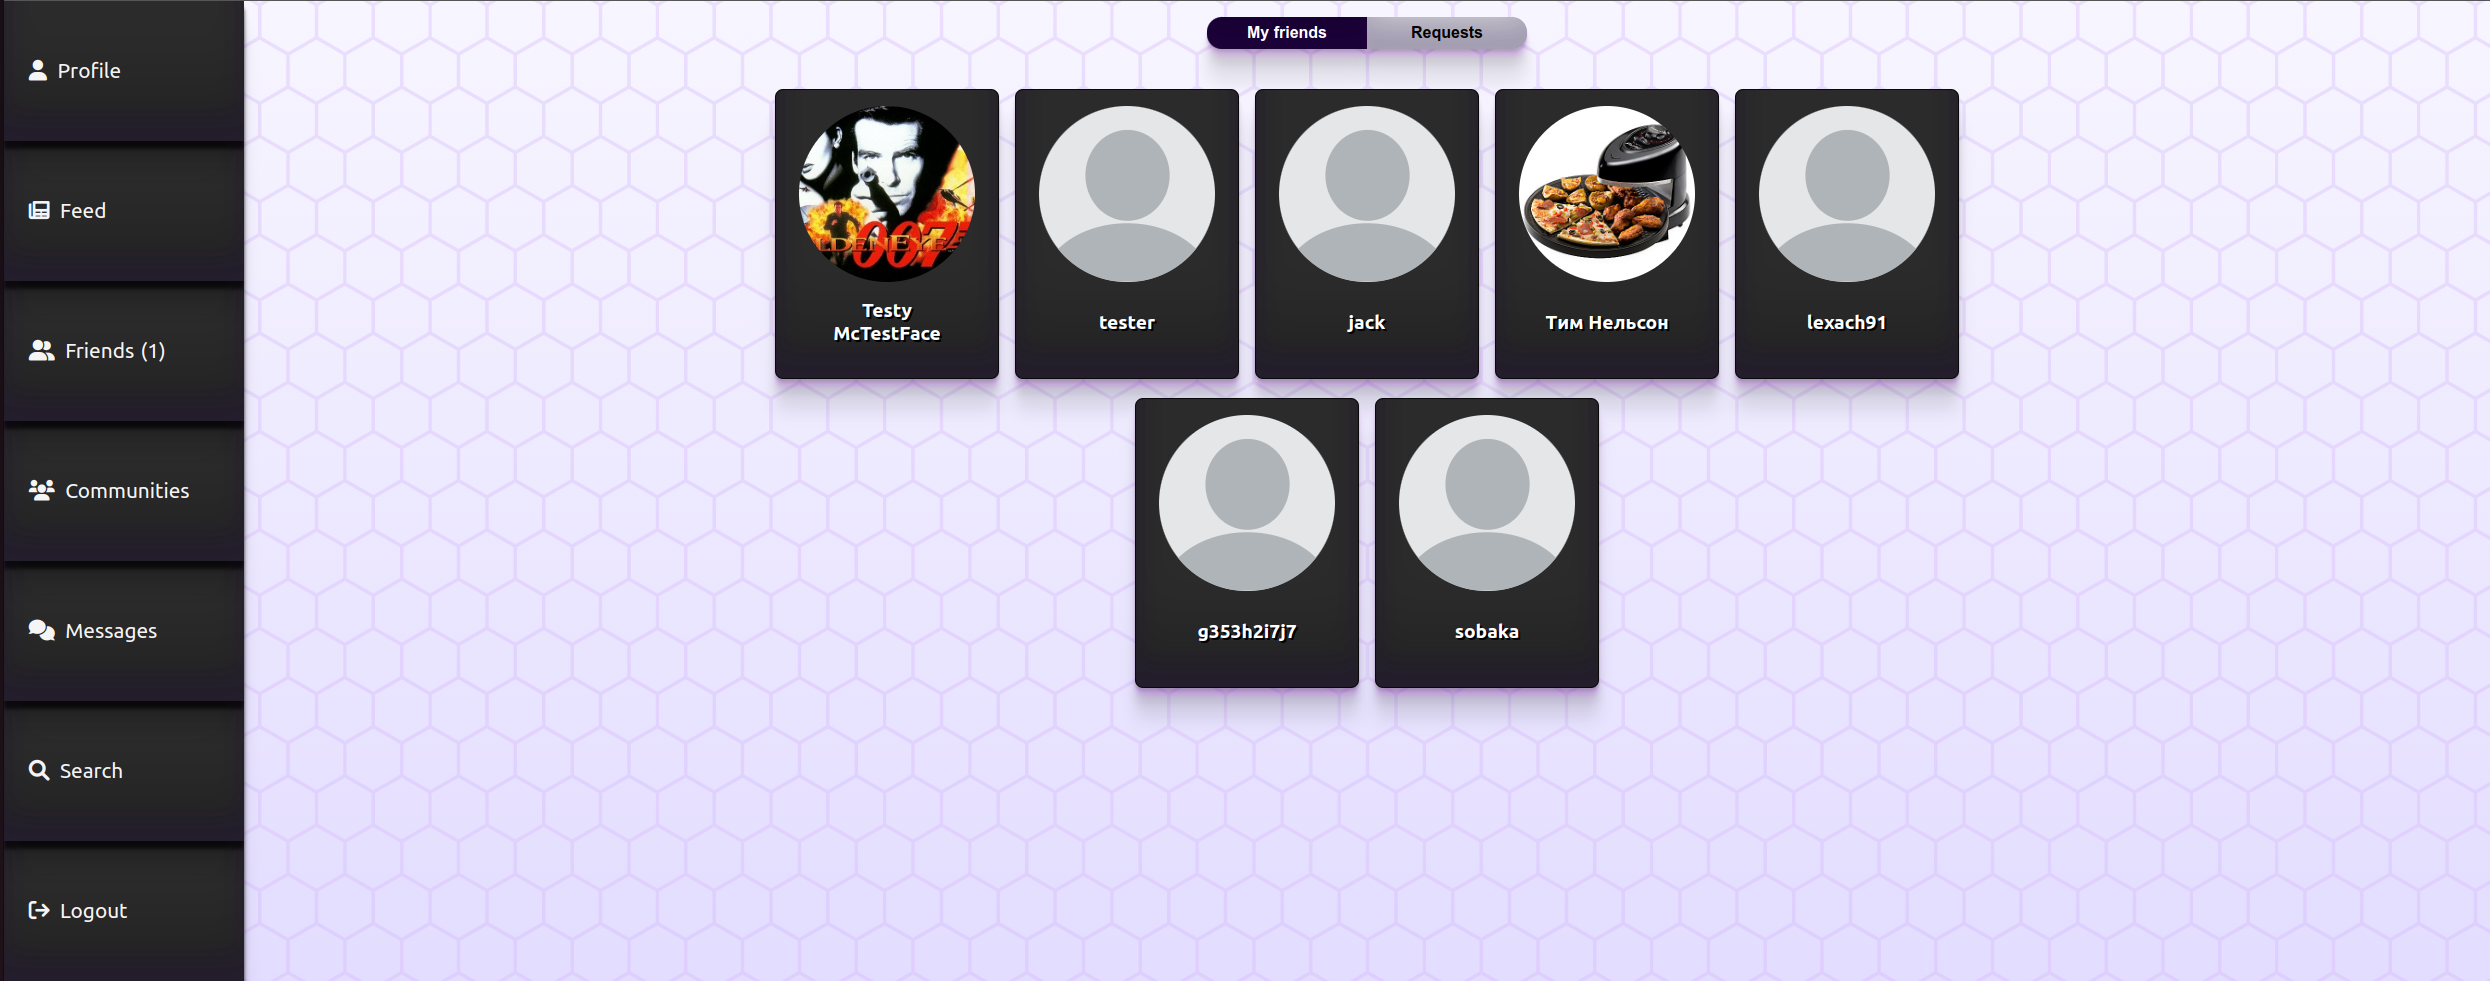 My friends
Requests
Profile
Feed
Friends (1)
Communities
Messages
Search
Logout
LDENEYE
007
Testy
McTestFace
tester
jack
Тим Нельсон
lexach91
g353h2i7j7
sobaka